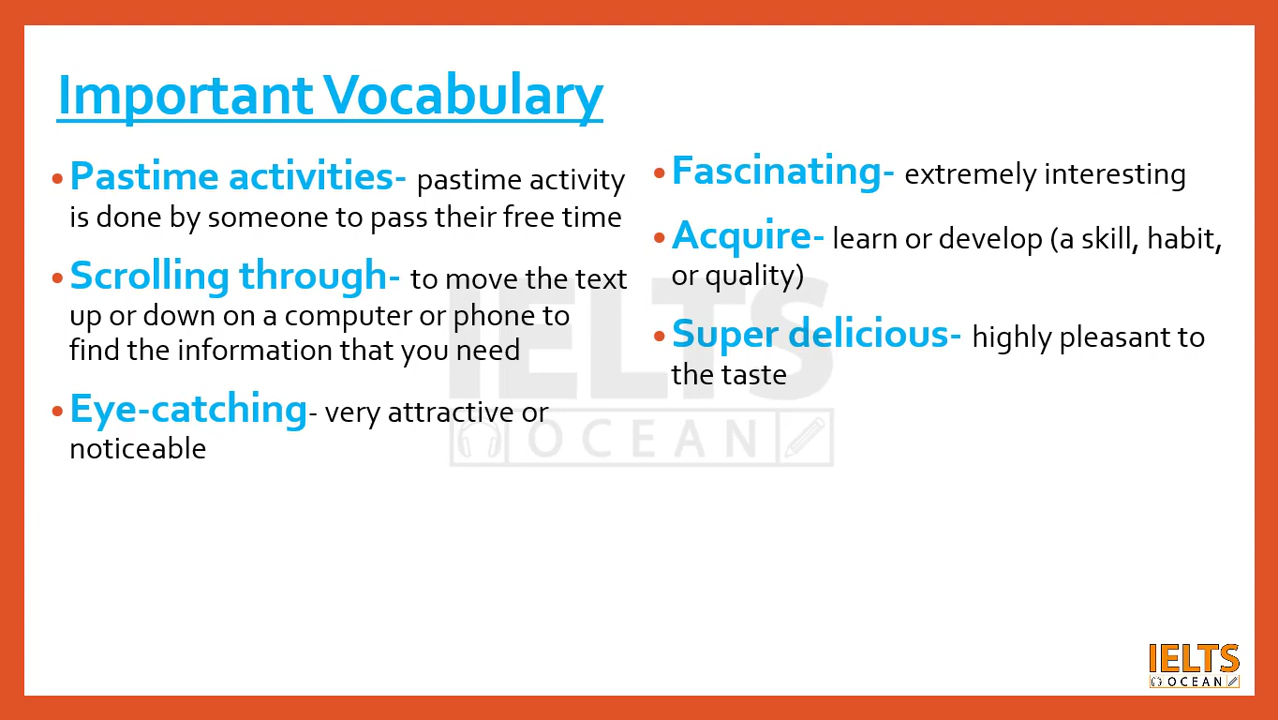 Important Vocabulary
•Pastime activities- pastime activity
is done by someone to pass their free time
•Scrolling through- to move the text
up or down on a computer or phone to
find the information that you need
•Eye-catching- very attractive or
noticeable
•Fascinating- extremely interesting
•Acquire- learn or develop (a skill, habit,
or quality)
•Super delicious- highly pleasant to
the taste
IELTS
OCEAN
IELTS
OCEAN